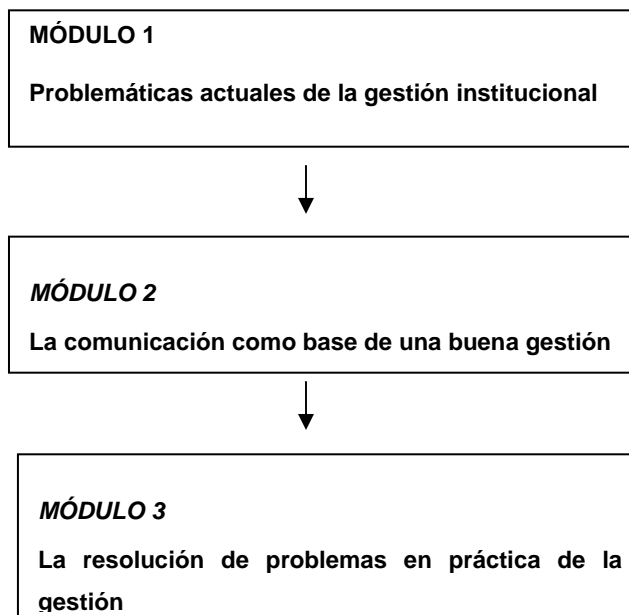 MÓDULO 1
Problemáticas actuales de la gestión institucional
MÓDULO 2
La comunicación como base de una buena gestión
MÓDULO 3
La resolución de problemas en práctica de la
gestión